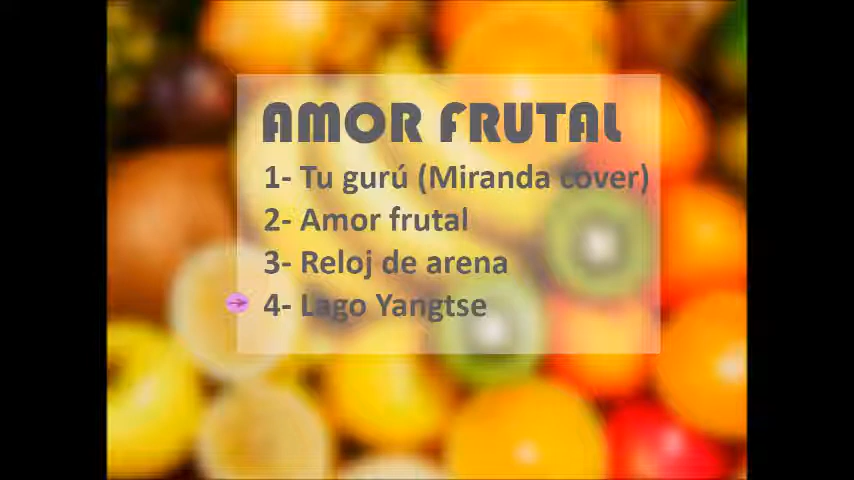 AMOR FRUTAL
1- Tu gurú (Miranda cover)
2- Amor frutal
3- Reloj de arena
4- Lago Yangtse